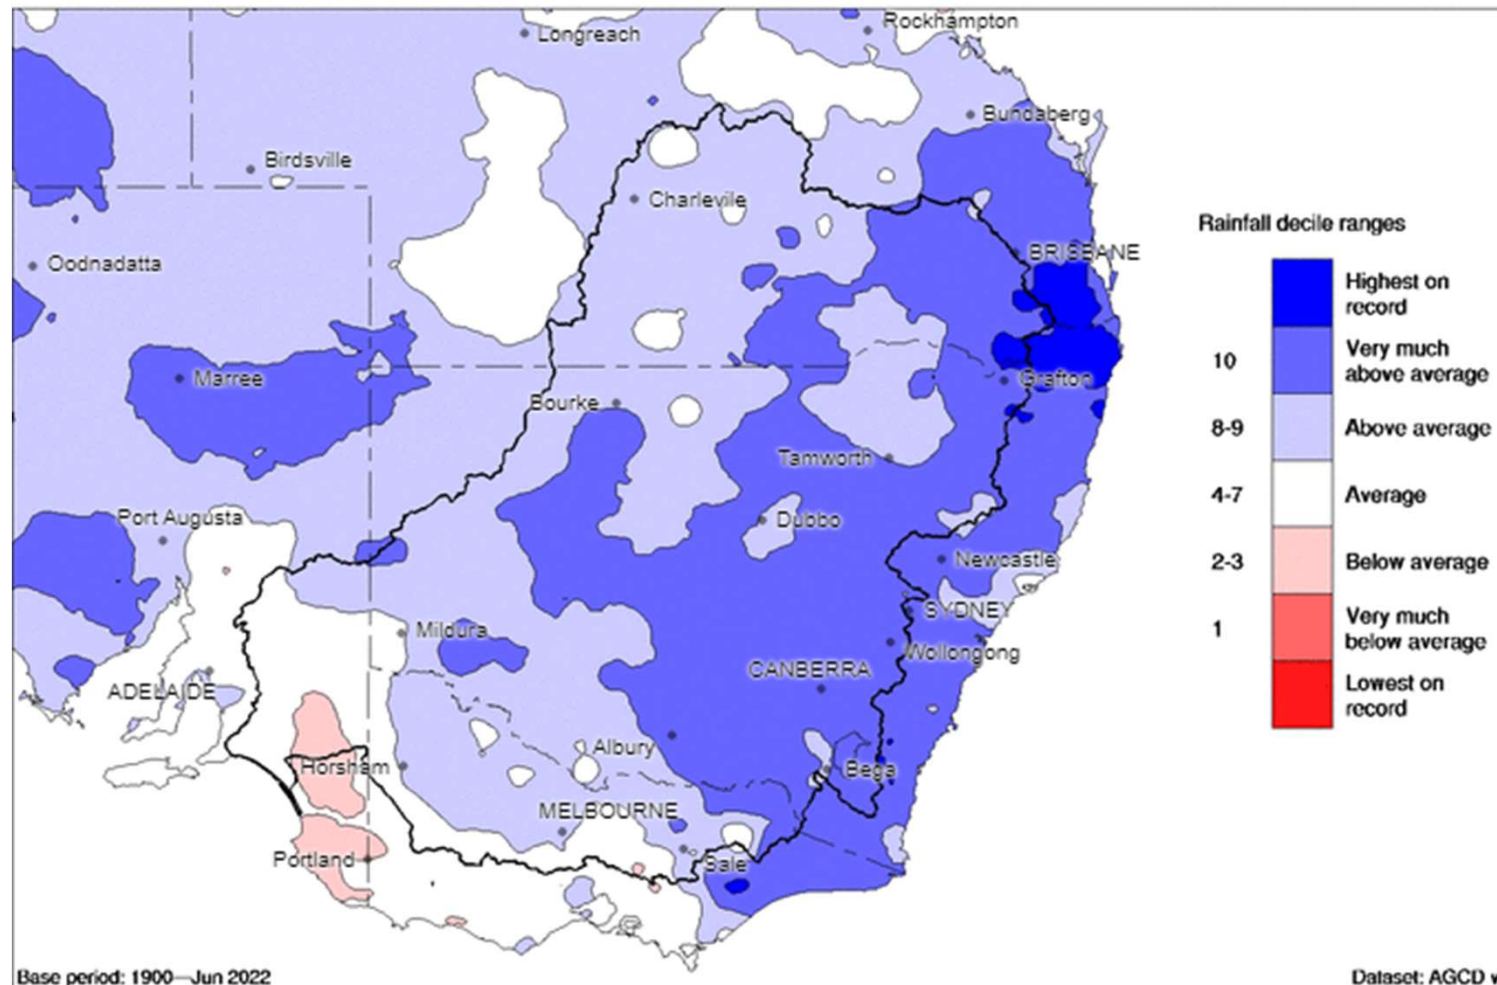 Rockhampton
Longreach
Bundaberg
Birdsville
Charlevile
BRISBANE
Oodnadatta
Marree
Grafton
Bourke
Tamworth
Port Augusta
Dubbo
Newcastle
SYDNEY
Mildura
Wollongong
CANBERRA
ADELAIDE
Albury
Horsham
Bega
MELBOURNE
Portland
Sale
Rainfall decile ranges
Highest on
record
10
Very much
above average
8-9
Above average
4-7
Average
2-3
Below average
1
Very much
below average
Lowest on
record
Base period: 1900—Jun 2022
Dataset: AGCD v